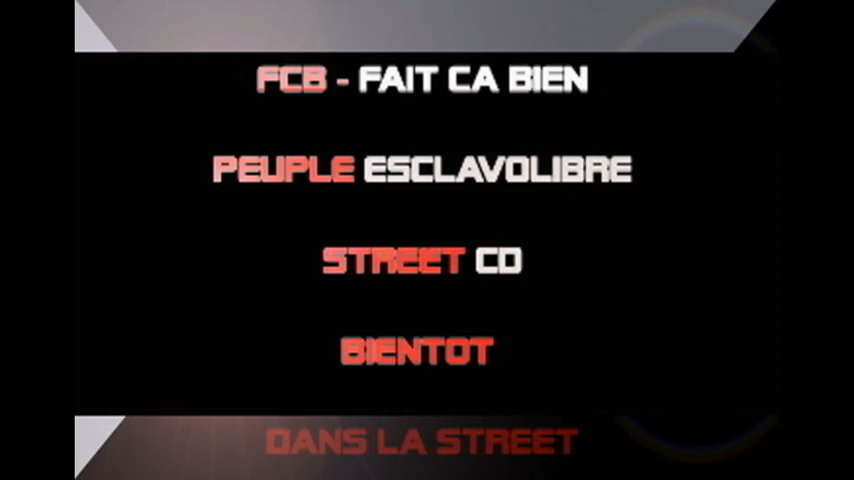 FCB - FAIT CA BIEN
PEUPLE ESCLAVOLIBRE
STREET CD
BIENTOT
DANS LA STREET